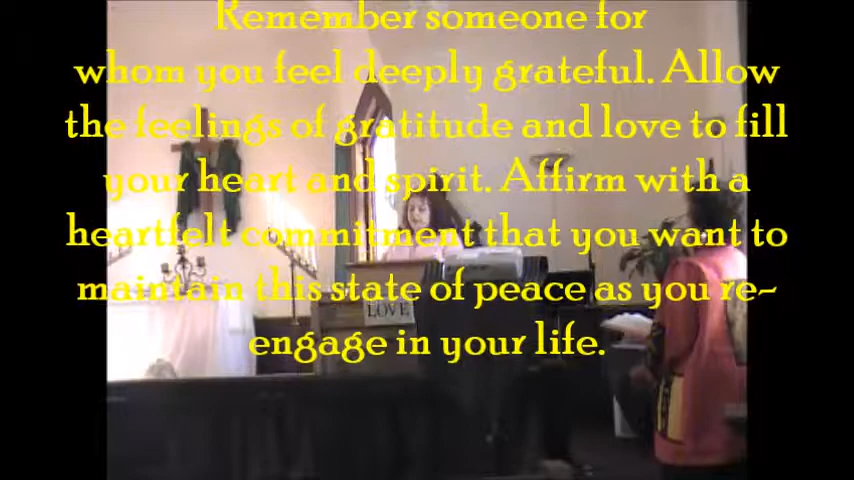 Remember someone for
whom you feel deeply grateful. Allow
the feelings of gratitude and love to fill
your heart and spirit. Affirm with a
heartfelt commitment that you want to
maintain this state of peace as you re-
engage in your life.
LOVE